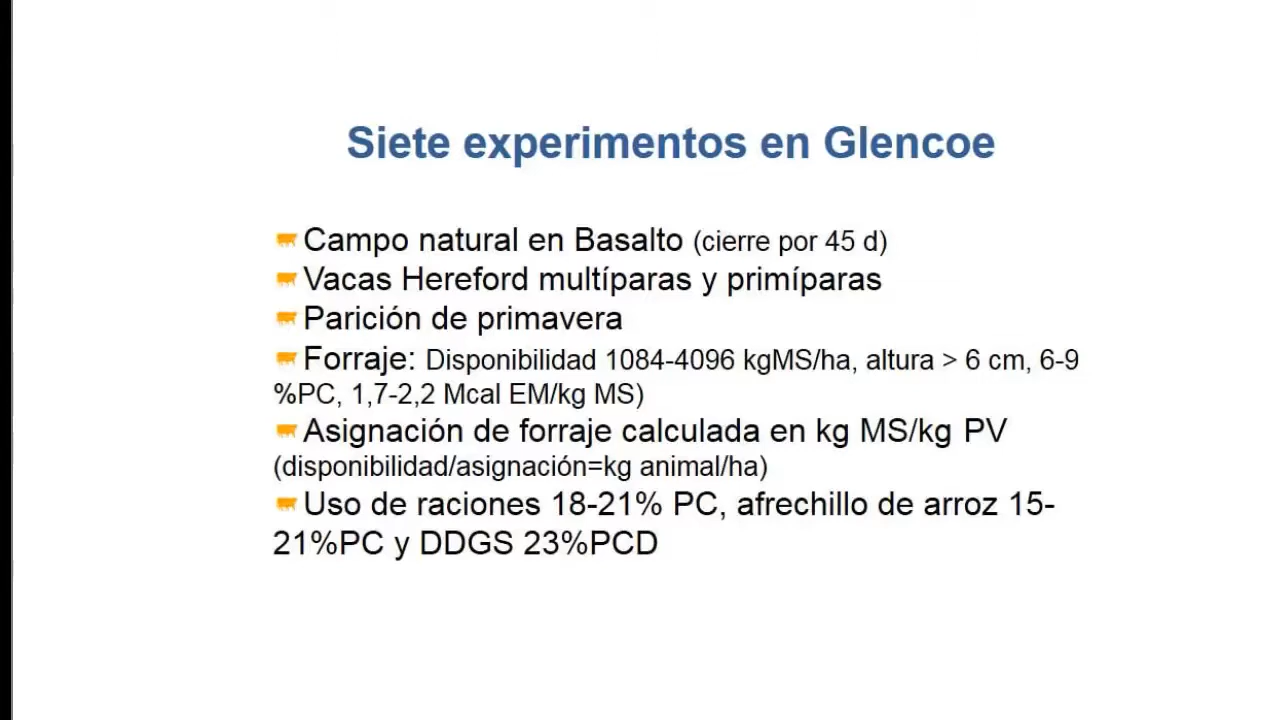 Siete experimentos en Glencoe
Campo natural en Basalto (cierre por 45 d)
Vacas Hereford multíparas y primíparas
Parición de primavera
Forraje: Disponibilidad 1084-4096 kgMS/ha, altura > 6 cm, 6-9
%PC, 1,7-2,2 Mcal EM/kg MS)
Asignación de forraje calculada en kg MS/kg PV
(disponibilidad/asignación=kg animal/ha)
Uso de raciones 18-21% PC, afrechillo de arroz 15-
21%PC y DDGS 23%PCD